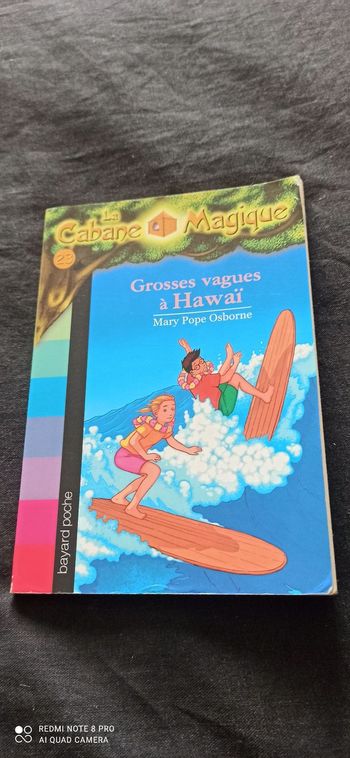 La
Cabane Magique
23
Grosses vagues
à Hawaï
Mary Pope Osborne
bayard poche
REDMI NOTE 8 PRO
AI QUAD CAMERA